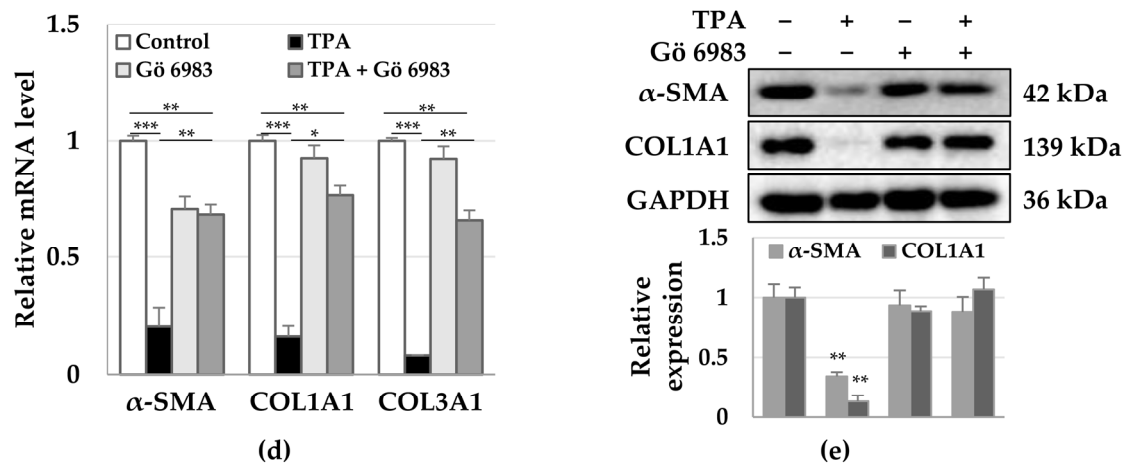 Relative mRNA level
1.5
1
0.5
0
Control
TPA
Gö 6983
TPA + Gö 6983
** ** **
*** ** *** * *** **
α-SMA COL1A1 COL3A1
(d)
TPA – + – +
Gö 6983 – – + +
α-SMA 42 kDa
COL1A1 139 kDa
GAPDH 36 kDa
Relative
expression
1.5
1
0.5
0
α-SMA COL1A1
** **
(e)